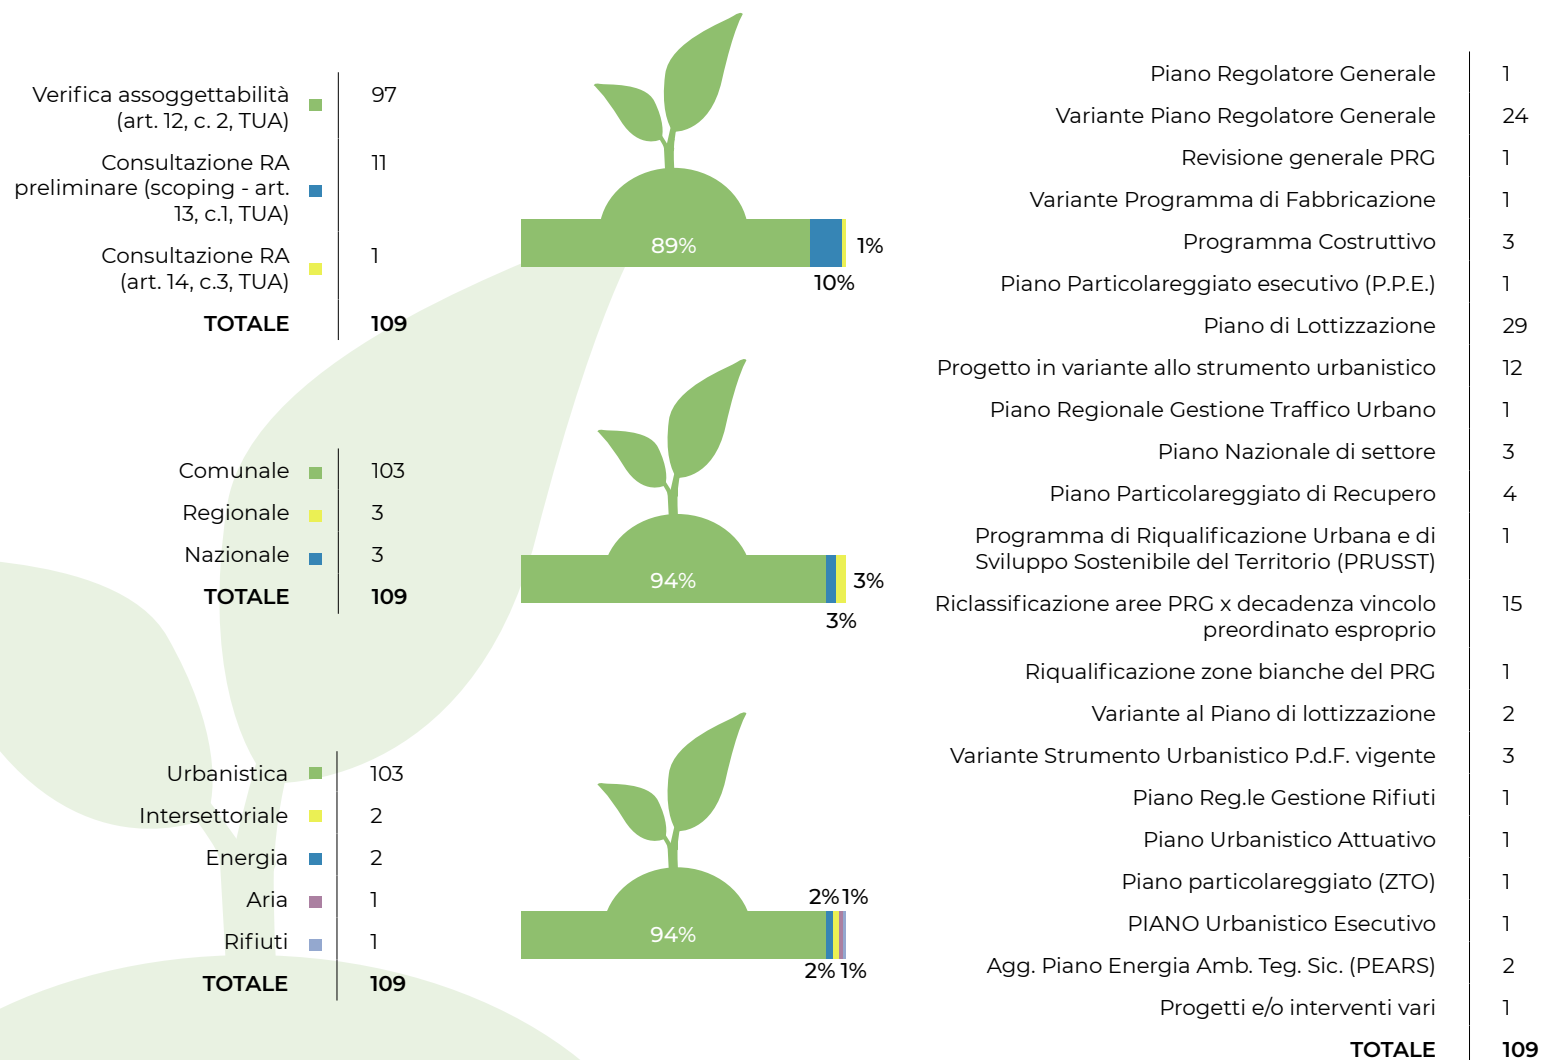 Verifica assoggettabilità 97
(art. 12, c. 2, TUA)
Consultazione RA 11
preliminare (scoping - art.
13, c.1, TUA)
Consultazione RA 1
(art. 14, c.3, TUA)
TOTALE 109
89%
1%
10%
Comunale 103
Regionale 3
Nazionale 3
TOTALE 109
94%
3%
3%
Urbanistica 103
Intersettoriale 2
Energia 2
Aria 1
Rifiuti 1
TOTALE 109
2% 1%
94%
2% 1%
Piano Regolatore Generale 1
Variante Piano Regolatore Generale 24
Revisione generale PRG 1
Variante Programma di Fabbricazione 1
Programma Costruttivo 3
Piano Particolareggiato esecutivo (P.P.E.) 1
Piano di Lottizzazione 29
Progetto in variante allo strumento urbanistico 12
Piano Regionale Gestione Traffico Urbano 1
Piano Nazionale di settore 3
Piano Particolareggiato di Recupero 4
Programma di Riqualificazione Urbana e di 1
Sviluppo Sostenibile del Territorio (PRUSST)
Riclassificazione aree PRG x decadenza vincolo 15
preordinato esproprio
Riqualificazione zone bianche del PRG 1
Variante al Piano di lottizzazione 2
Variante Strumento Urbanistico P.d.F. vigente 3
Piano Reg.le Gestione Rifiuti 1
Piano Urbanistico Attuativo 1
Piano particolareggiato (ZTO) 1
PIANO Urbanistico Esecutivo 1
Agg. Piano Energia Amb. Teg. Sic. (PEARS) 2
Progetti e/o interventi vari 1
TOTALE 109